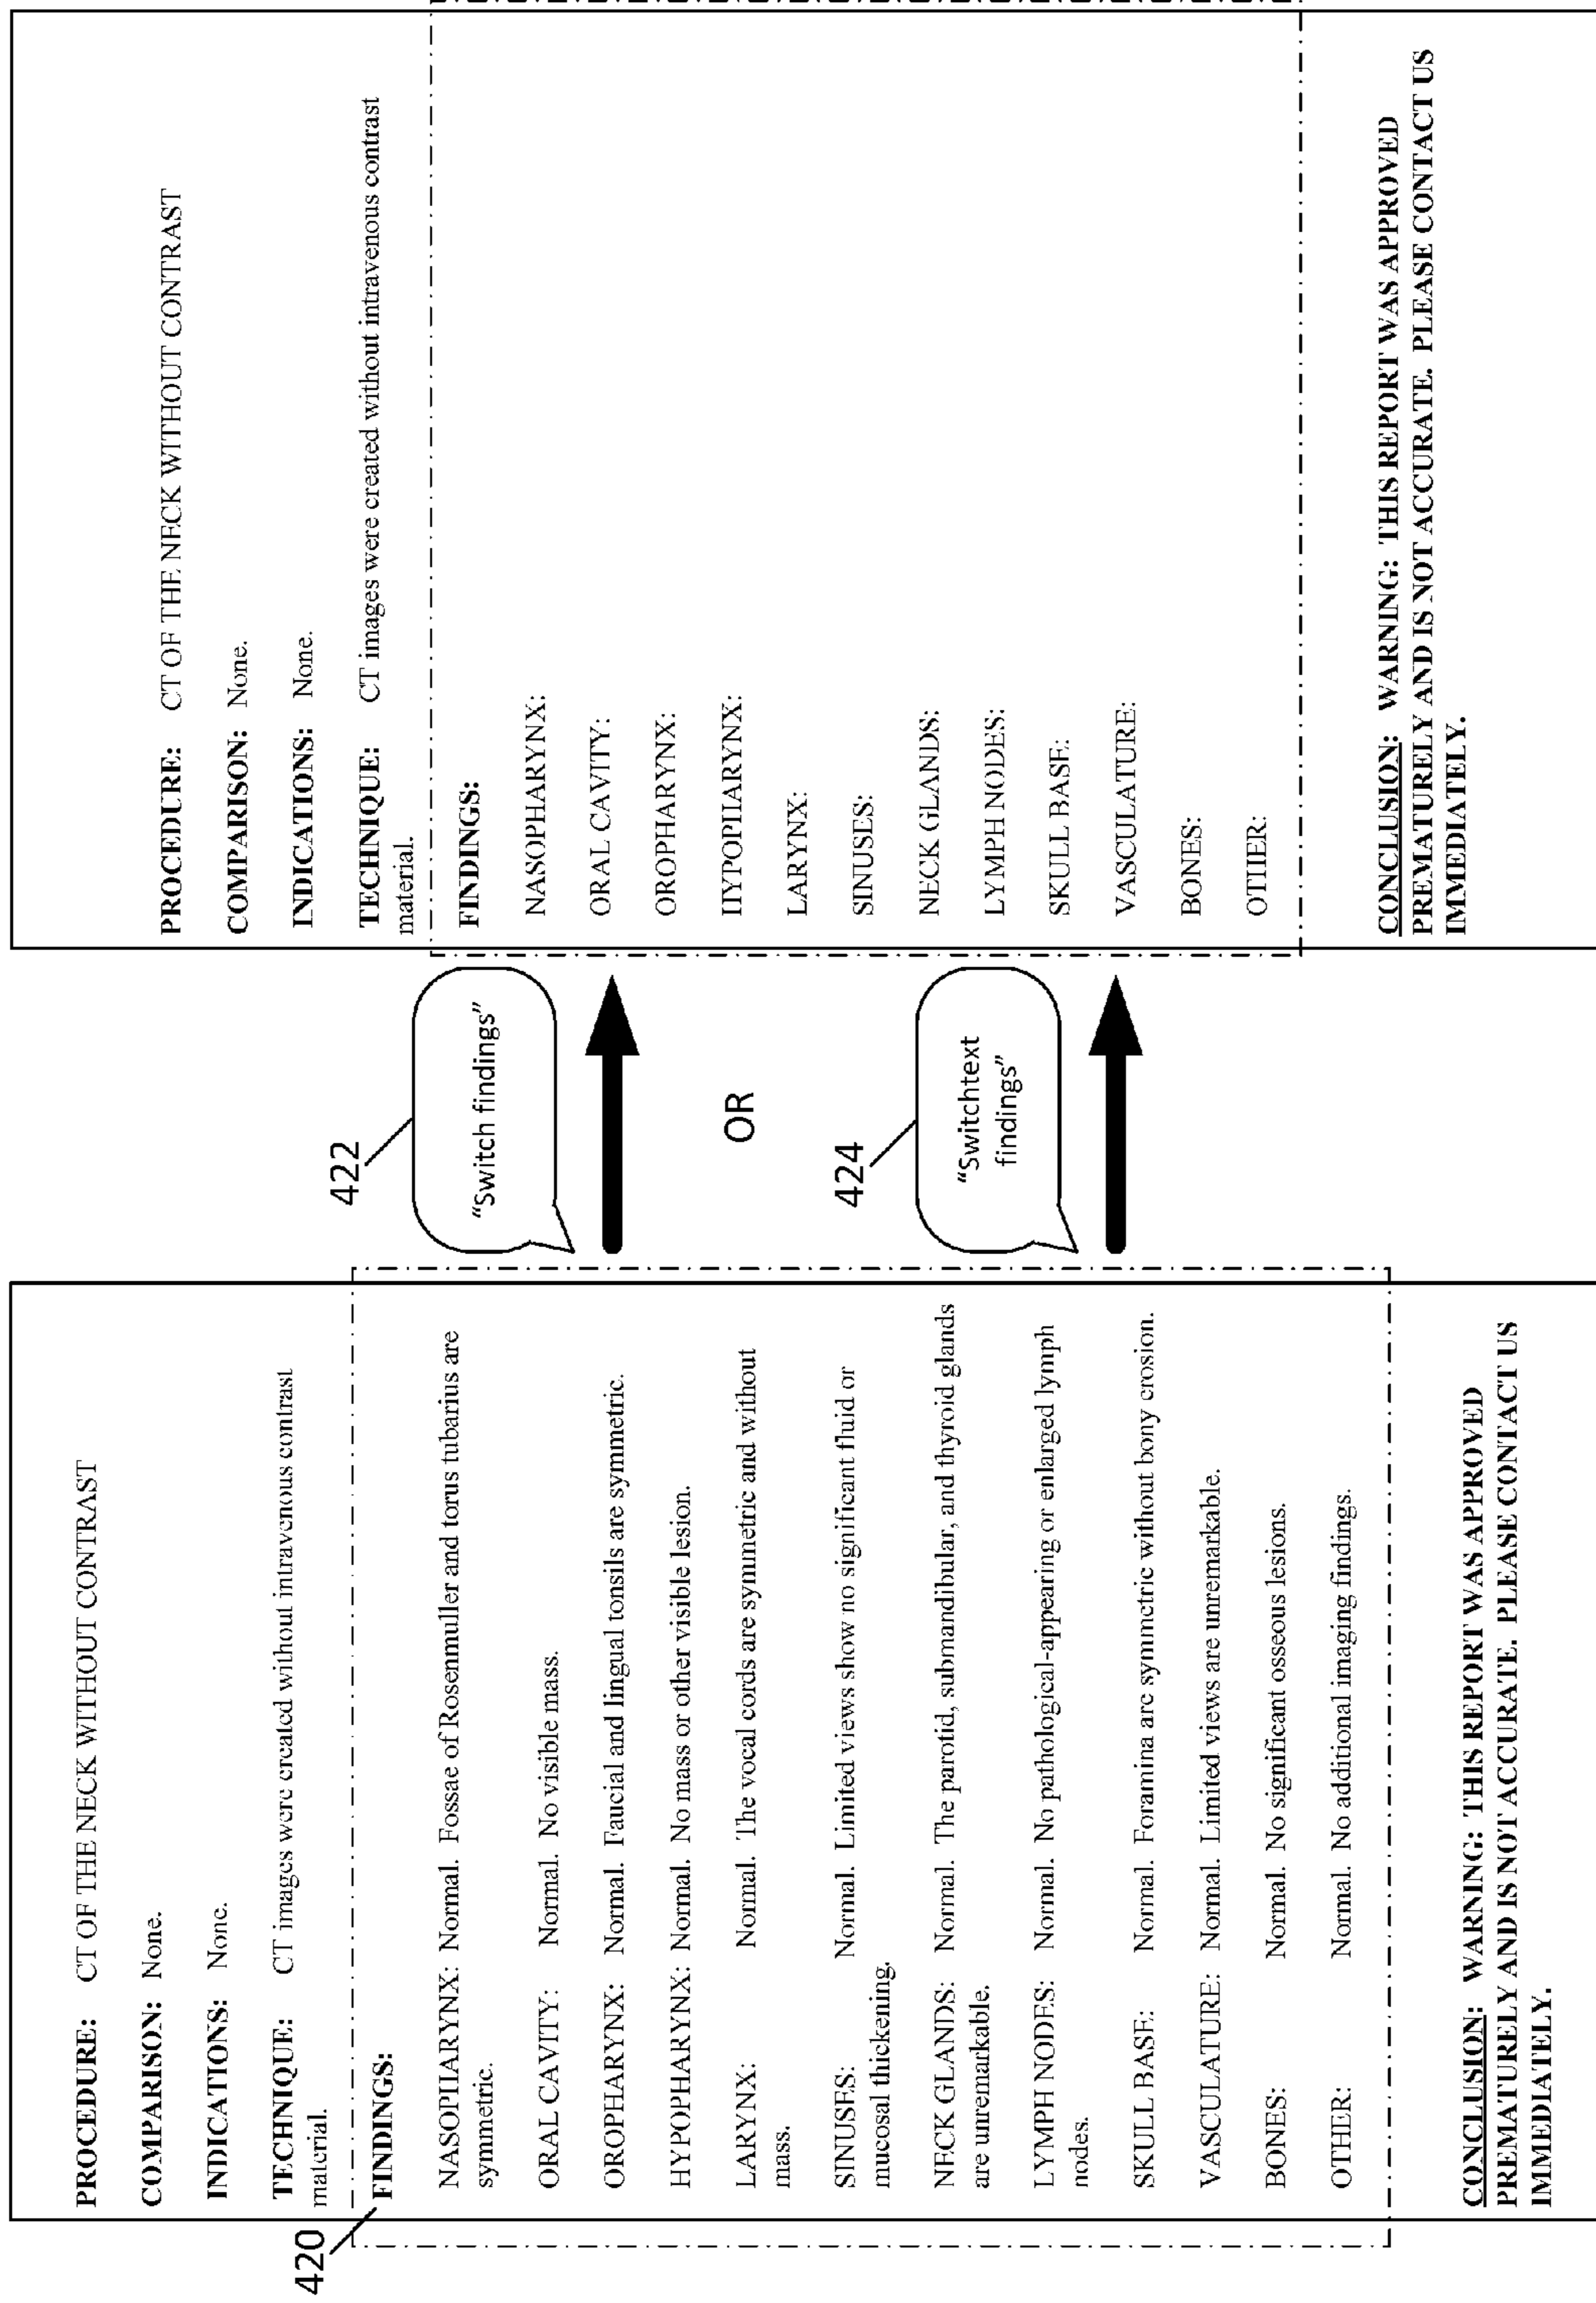 PROCEDURE: CT OF THE NECK WITHOUT CONTRAST
COMPARISON: None.
INDICATIONS: None.
TECHNIQUE: CT images were created without intravenous contrast
material.
420
FINDINGS:
NASOPHARYNX: Normal. Fossae of Rosenmuller and torus tubarius are
symmetric.
ORAL CAVITY: Normal. No visible mass.
OROPHARYNX: Normal. Faucial and lingual tonsils are symmetric.
HYPOPHARYNX: Normal. No mass or other visible lesion.
LARYNX: Normal. The vocal cords are symmetric and without
mass.
SINUSES: Normal. Limited views show no significant fluid or
mucosal thickening.
NECK GLANDS: Normal. The parotid, submandibular, and thyroid glands
are unremarkable.
LYMPH NODES: Normal. No pathological-appearing or enlarged lymph
nodes.
SKULL BASE: Normal. Foramina are symmetric without bony erosion.
VASCULATURE: Normal. Limited views are unremarkable.
BONES: Normal. No significant osseous lesions.
OTHER: Normal. No additional imaging findings.
CONCLUSION: WARNING: THIS REPORT WAS APPROVED
PREMATURELY AND IS NOT ACCURATE. PLEASE CONTACT US
IMMEDIATELY.
422
“Switch findings”
OR
424
“Switchtext
findings”
PROCEDURE: CT OF THE NECK WITHOUT CONTRAST
COMPARISON: None.
INDICATIONS: None.
TECHNIQUE: CT images were created without intravenous contrast
material.
FINDINGS:
NASOPHARYNX:
ORAL CAVITY:
OROPHARYNX:
HYPOPHARYNX:
LARYNX:
SINUSES:
NECK GLANDS:
LYMPH NODES:
SKULL BASE:
VASCULATURE:
BONES:
OTHER:
CONCLUSION: WARNING: THIS REPORT WAS APPROVED
PREMATURELY AND IS NOT ACCURATE. PLEASE CONTACT US
IMMEDIATELY.